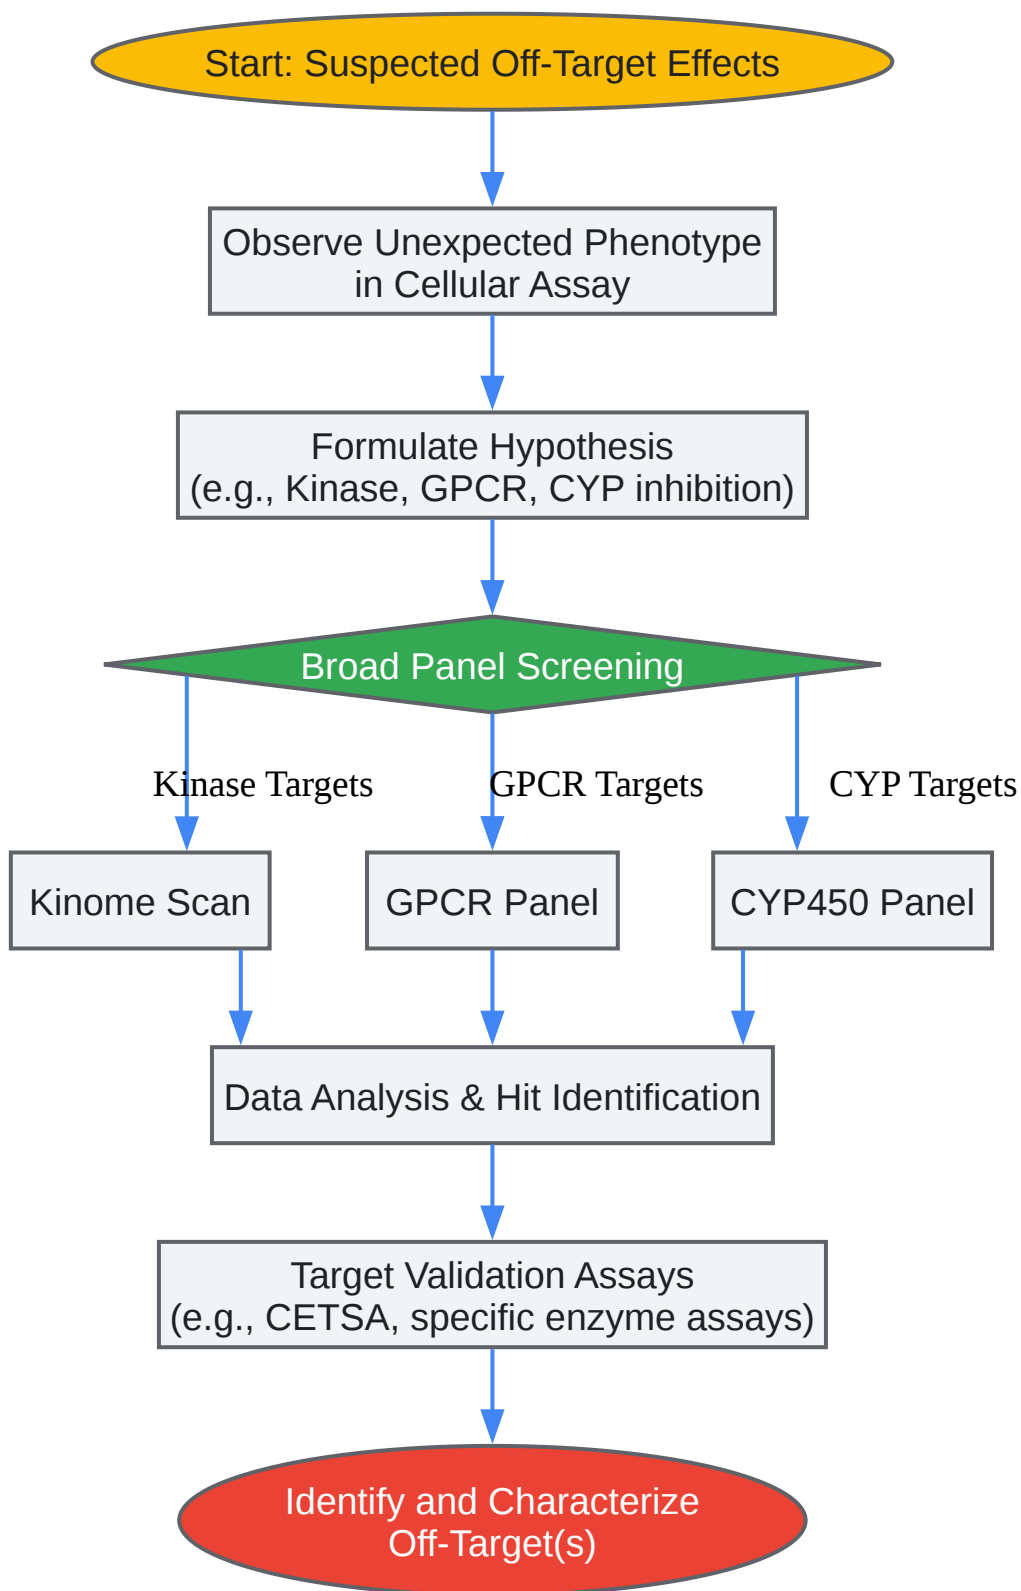 Start: Suspected Off-Target Effects
Observe Unexpected Phenotype
in Cellular Assay
Formulate Hypothesis
(e.g., Kinase, GPCR, CYP inhibition)
Broad Panel Screening
Kinase Targets
GPCR Targets
CYP Targets
Kinome Scan
GPCR Panel
CYP450 Panel
Data Analysis & Hit Identification
Target Validation Assays
(e.g., CETSA, specific enzyme assays)
Identify and Characterize
Off-Target(s)